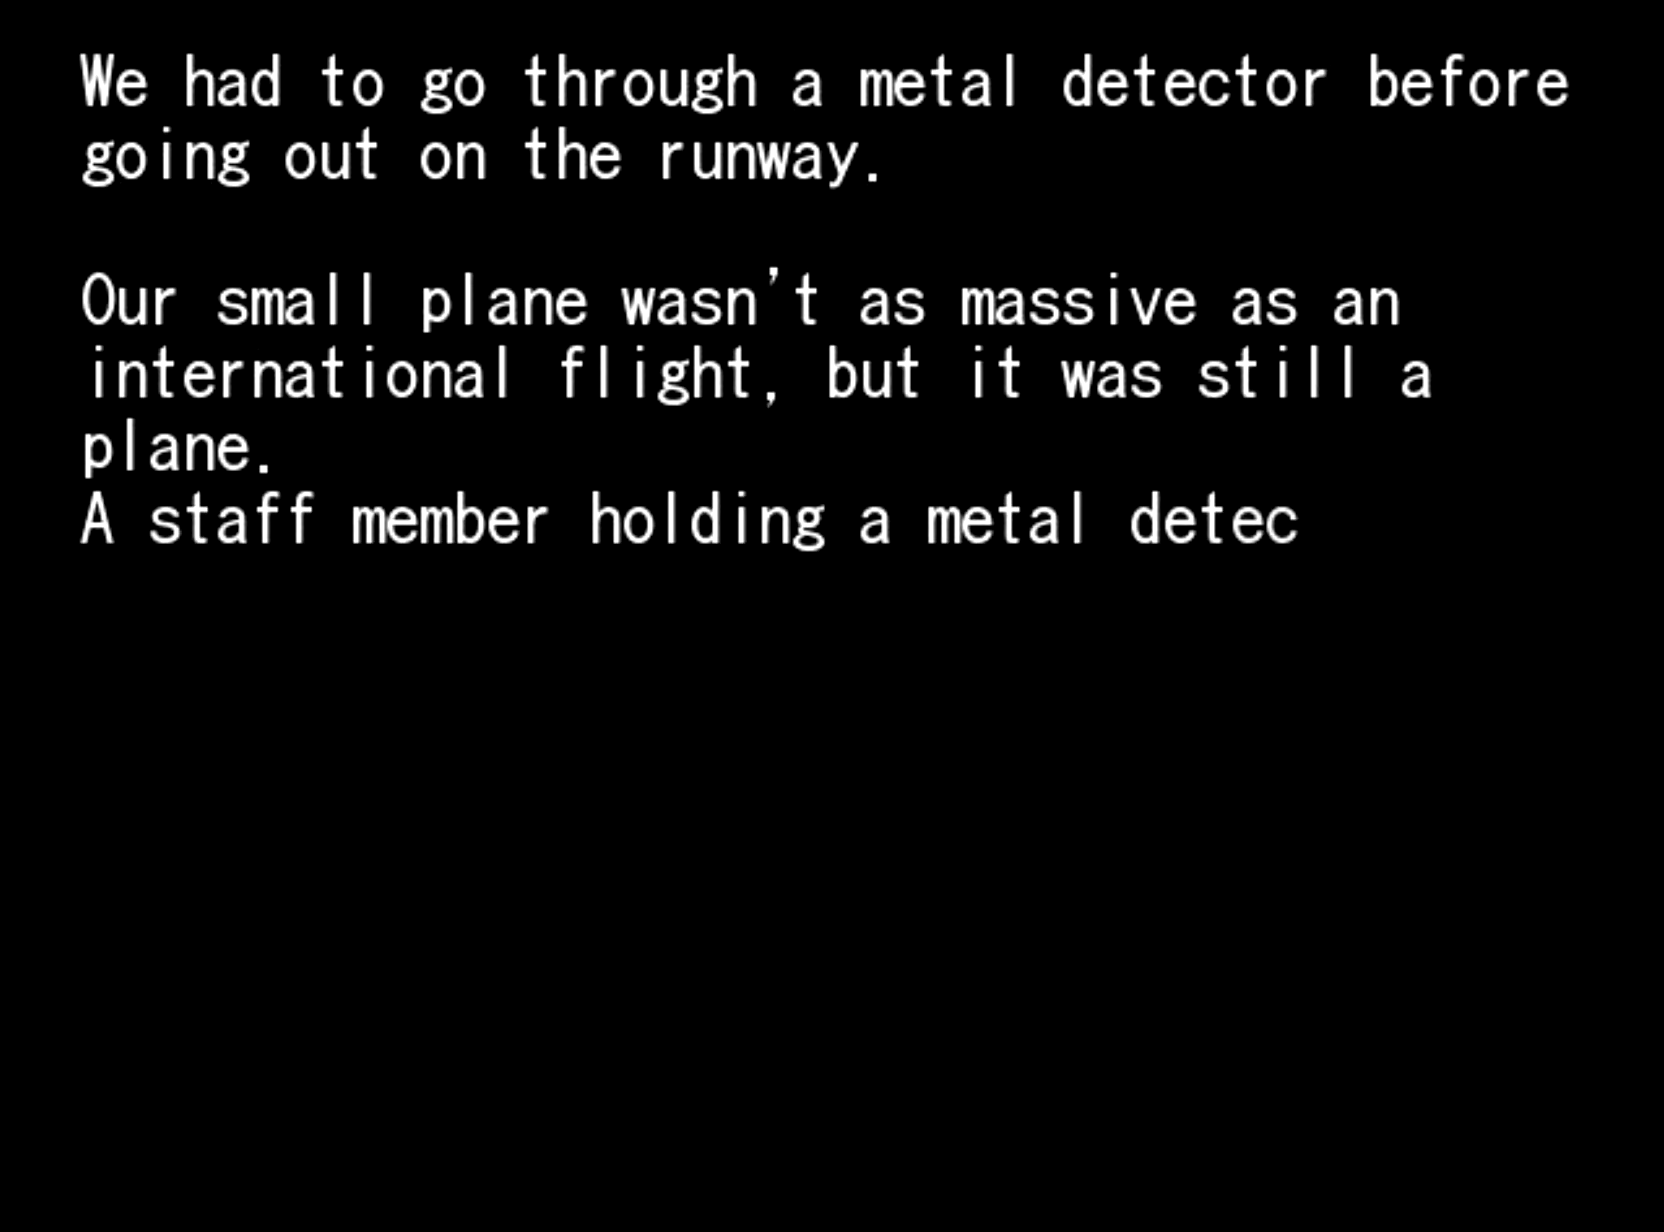 We had to go through a metal detector before
going out on the runway.
Our small plane wasn't as massive as an
international flight, but it was still a
plane.
A staff member holding a metal detec